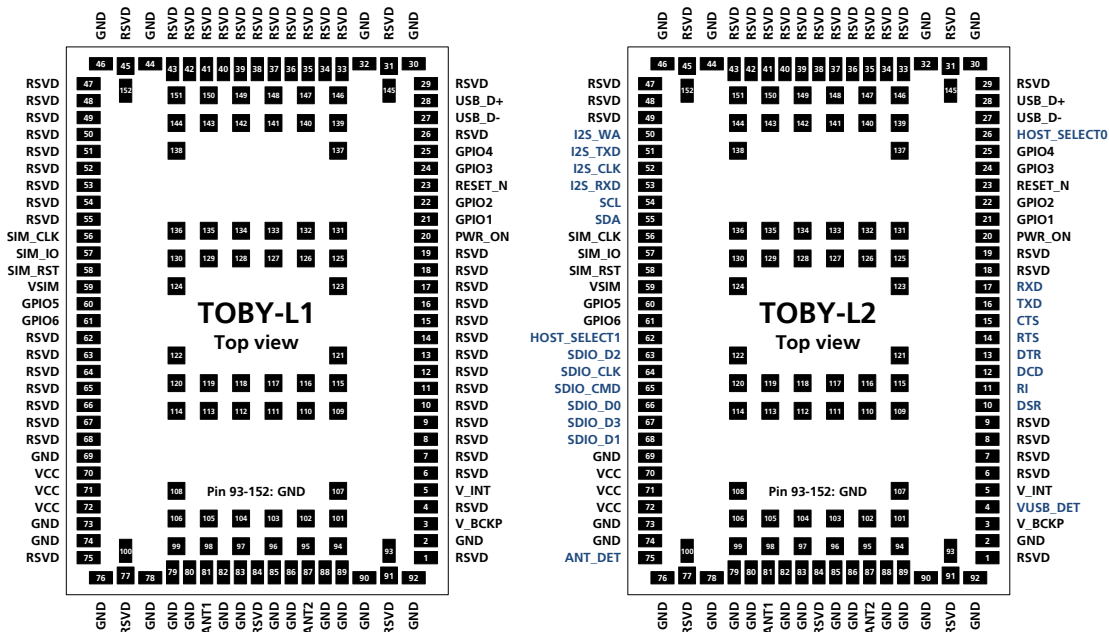 GND RSVD GND RSVD RSVD RSVD RSVD RSVD RSVD RSVD RSVD RSVD RSVD RSVD GND RSVD GND
46 45 44 43 42 41 40 39 38 37 36 35 34 33 32 31 30
RSVD 47 29 RSVD
152 151 150 149 148 147 146 145
RSVD 48 28 USB_D+
RSVD 49 27 USB_D-
144 143 142 141 140 139
RSVD 50 26 RSVD
RSVD 51 138 137 25 GPIO4
RSVD 52 24 GPIO3
RSVD 53 23 RESET_N
RSVD 54 22 GPIO2
RSVD 55 21 GPIO1
SIM_CLK 56 136 135 134 133 132 131 20 PWR_ON
SIM_IO 57 130 129 128 127 126 125 19 RSVD
SIM_RST 58 18 RSVD
VSIM 59 124 123 17 RSVD
GPIO5 60 16 RSVD
TOBY-L1
GPIO6 61 15 RSVD
Top view
RSVD 62 14 RSVD
RSVD 63 122 121 13 RSVD
RSVD 64 12 RSVD
RSVD 65 120 119 118 117 116 115 11 RSVD
RSVD 66 114 113 112 111 110 109 10 RSVD
RSVD 67 9 RSVD
RSVD 68 8 RSVD
GND 69 7 RSVD
VCC 70 6 RSVD
VCC 71 108 Pin 93-152: GND 107 5 V_INT
VCC 72 4 RSVD
GND 73 106 105 104 103 102 101 3 V_BCKP
GND 74 2 GND
100 99 98 97 96 95 94 93
RSVD 75 1 RSVD
76 77 78 79 80 81 82 83 84 85 86 87 88 89 90 91 92
GND RSVD GND GND GND ANT1 GND GND RSVD GND GND ANT2 GND GND GND RSVD GND
GND RSVD GND RSVD RSVD RSVD RSVD RSVD RSVD RSVD RSVD RSVD RSVD RSVD GND RSVD GND
46 45 44 43 42 41 40 39 38 37 36 35 34 33 32 31 30
RSVD 47 29 RSVD
152 151 150 149 148 147 146 145
RSVD 48 28 USB_D+
RSVD 49 27 USB_D-
144 143 142 141 140 139
I2S_WA 50 26 HOST_SELECT0
I2S_TXD 51 138 137 25 GPIO4
I2S_CLK 52 24 GPIO3
I2S_RXD 53 23 RESET_N
SCL 54 22 GPIO2
SDA 55 21 GPIO1
SIM_CLK 56 136 135 134 133 132 131 20 PWR_ON
SIM_IO 57 130 129 128 127 126 125 19 RSVD
SIM_RST 58 18 RSVD
VSIM 59 124 123 17 RXD
GPIO5 60 16 TXD
TOBY-L2
GPIO6 61 15 CTS
Top view
HOST_SELECT1 62 14 RTS
SDIO_D2 63 122 121 13 DTR
SDIO_CLK 64 12 DCD
SDIO_CMD 65 120 119 118 117 116 115 11 RI
SDIO_D0 66 114 113 112 111 110 109 10 DSR
SDIO_D3 67 9 RSVD
SDIO_D1 68 8 RSVD
GND 69 7 RSVD
VCC 70 6 RSVD
VCC 71 108 Pin 93-152: GND 107 5 V_INT
VCC 72 4 VUSB_DET
GND 73 106 105 104 103 102 101 3 V_BCKP
GND 74 2 GND
100 99 98 97 96 95 94 93
ANT_DET 75 1 RSVD
76 77 78 79 80 81 82 83 84 85 86 87 88 89 90 91 92
GND RSVD GND GND GND ANT1 GND GND RSVD GND GND ANT2 GND GND GND RSVD GND